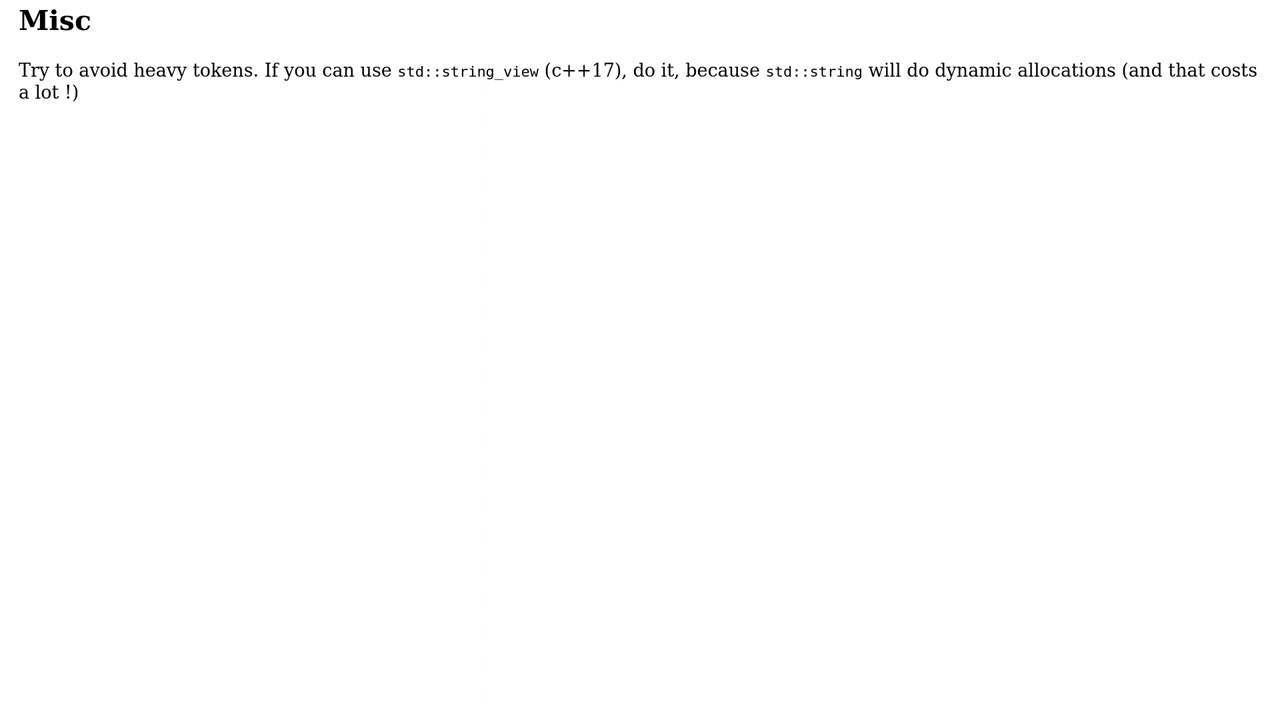 Misc
Try to avoid heavy tokens. If you can use std::string_view (c++17), do it, because std::string will do dynamic allocations (and that costs
a lot !)